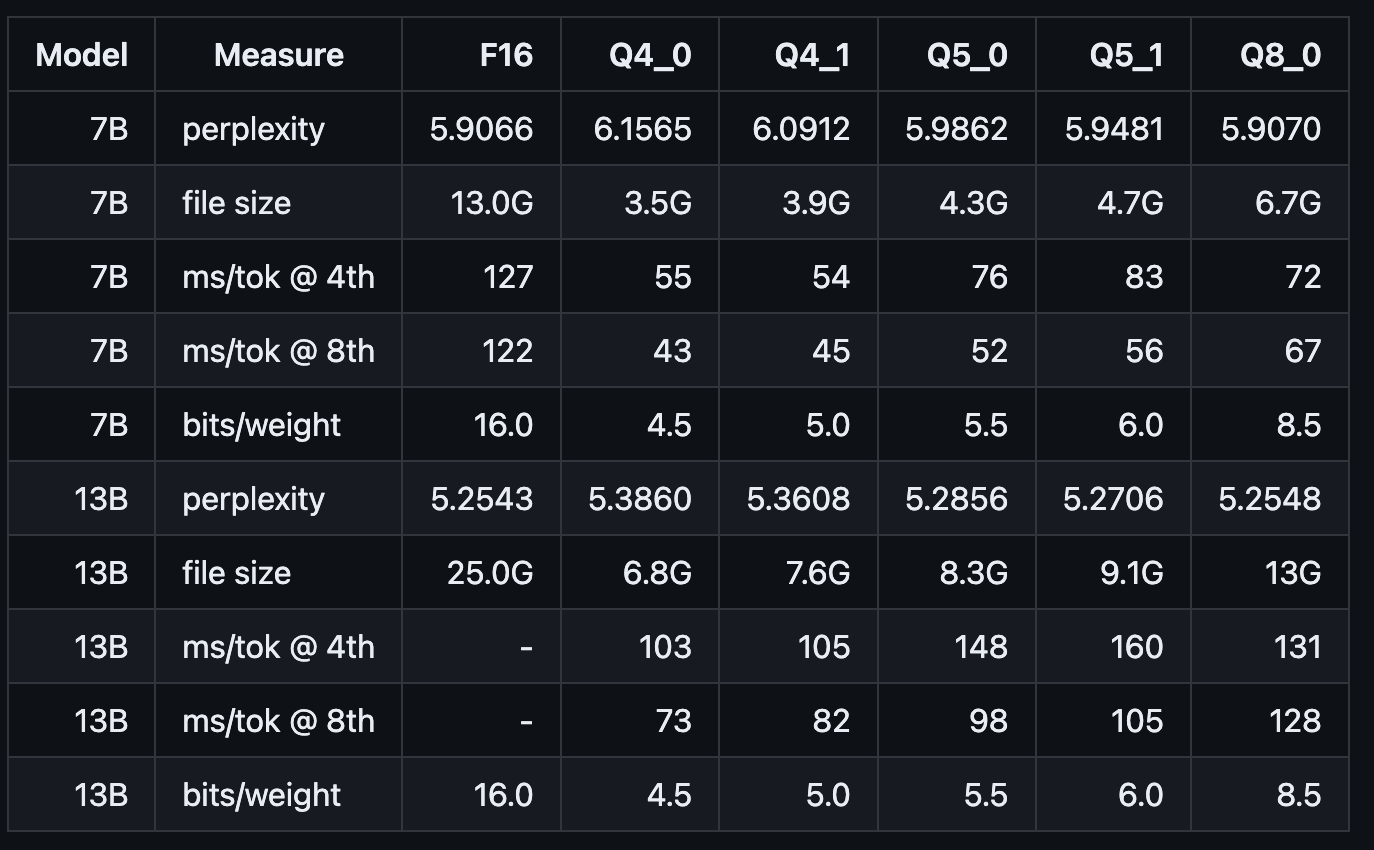 Model Measure F16 Q4_0 Q4_1 Q5_0 Q5_1 Q8_0
7B perplexity 5.9066 6.1565 6.0912 5.9862 5.9481 5.9070
7B file size 13.0G 3.5G 3.9G 4.3G 4.7G 6.7G
7B ms/tok @ 4th 127 55 54 76 83 72
7B ms/tok @ 8th 122 43 45 52 56 67
7B bits/weight 16.0 4.5 5.0 5.5 6.0 8.5
13B perplexity 5.2543 5.3860 5.3608 5.2856 5.2706 5.2548
13B file size 25.0G 6.8G 7.6G 8.3G 9.1G 13G
13B ms/tok @ 4th - 103 105 148 160 131
13B ms/tok @ 8th - 73 82 98 105 128
13B bits/weight 16.0 4.5 5.0 5.5 6.0 8.5